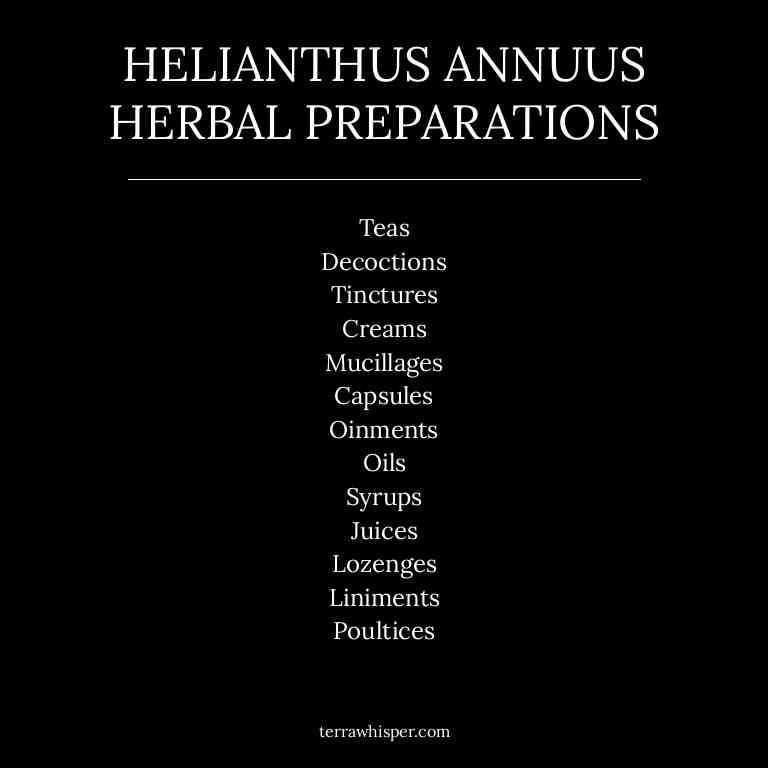 HELIANTHUS ANNUUS
HERBAL PREPARATIONS
Teas
Decoctions
Tinctures
Creams
Mucillages
Capsules
Oinments
Oils
Syrups
Juices
Lozenges
Liniments
Poultices
terrawhisper.com